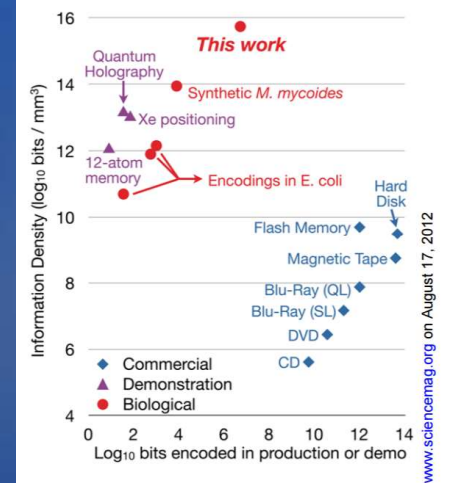 16
This work
Quantum
Holography
14
Synthetic M. mycoides
Xe positioning
12
12-atom
memory
Encodings in E. coli
Hard
Disk
10
Flash Memory
Magnetic Tape
8
Blu-Ray (QL)
Blu-Ray (SL)
DVD
6
CD
Commercial
Demonstration
Biological
4
0 2 4 6 8 10 12 14
Log₁₀ bits encoded in production or demo
Information Density (log₁₀ bits / mm³)
www.sciencemag.org on August 17, 2012